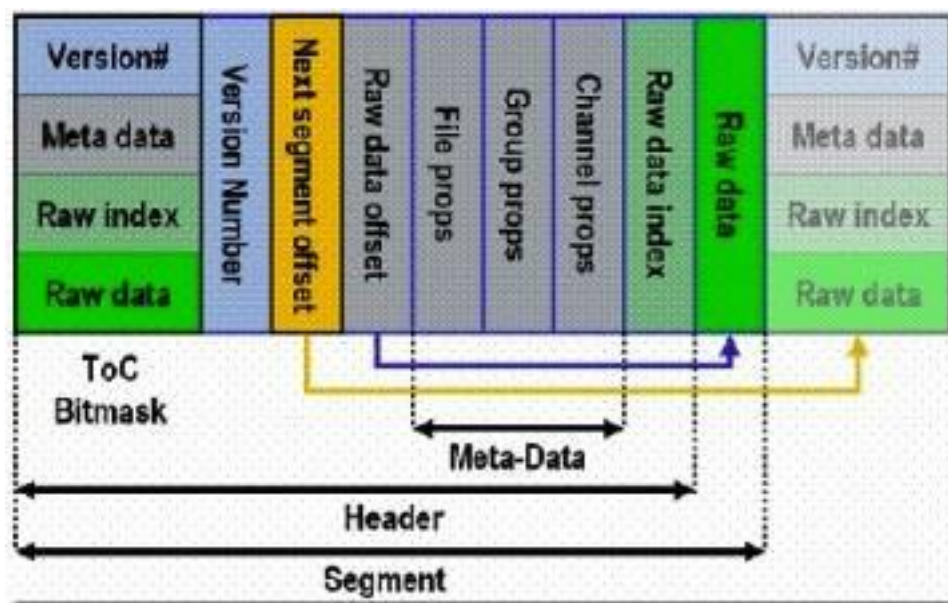 Version#
Meta data
Raw index
Raw data
Version Number
Next segment offset
Raw data offset
File props
Group props
Channel props
Raw data index
Raw data
Version#
Meta data
Raw index
Raw data
ToC
Bitmask
Meta-Data
Header
Segment